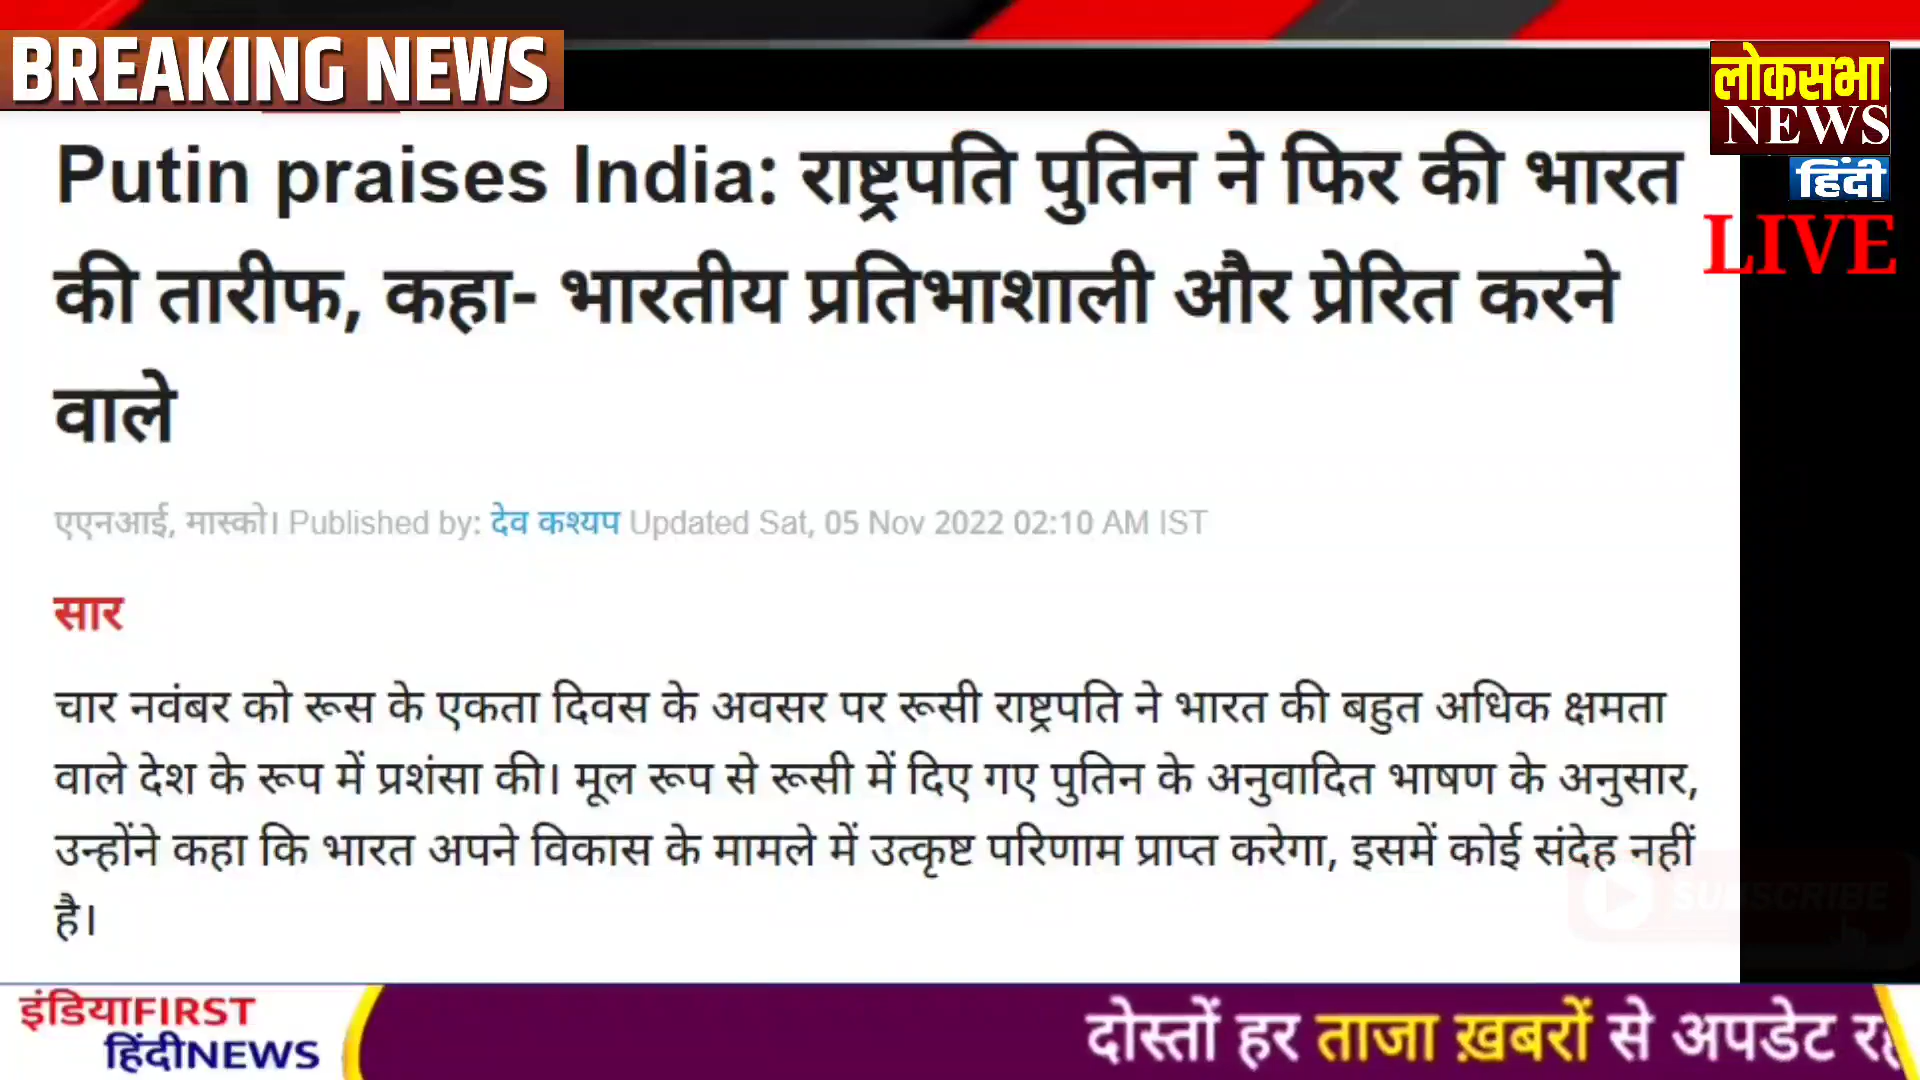 BREAKING NEWS
लोकसभा
NEWS
हिंदी
LIVE
Putin praises India: राष्ट्रपति पुतिन ने फिर की भारत
की तारीफ, कहा- भारतीय प्रतिभाशाली और प्रेरित करने
वाले
एएनआई, मास्को। Published by: देव कश्यप Updated Sat, 05 Nov 2022 02:10 AM IST
सार
चार नवंबर को रूस के एकता दिवस के अवसर पर रूसी राष्ट्रपति ने भारत की बहुत अधिक क्षमता
वाले देश के रूप में प्रशंसा की। मूल रूप से रूसी में दिए गए पुतिन के अनुवादित भाषण के अनुसार,
उन्होंने कहा कि भारत अपने विकास के मामले में उत्कृष्ट परिणाम प्राप्त करेगा, इसमें कोई संदेह नहीं
है।
SUBSCRIBE
इंडियाFIRST
हिंदीNEWS
दोस्तों हर ताजा ख़बरों से अपडेट